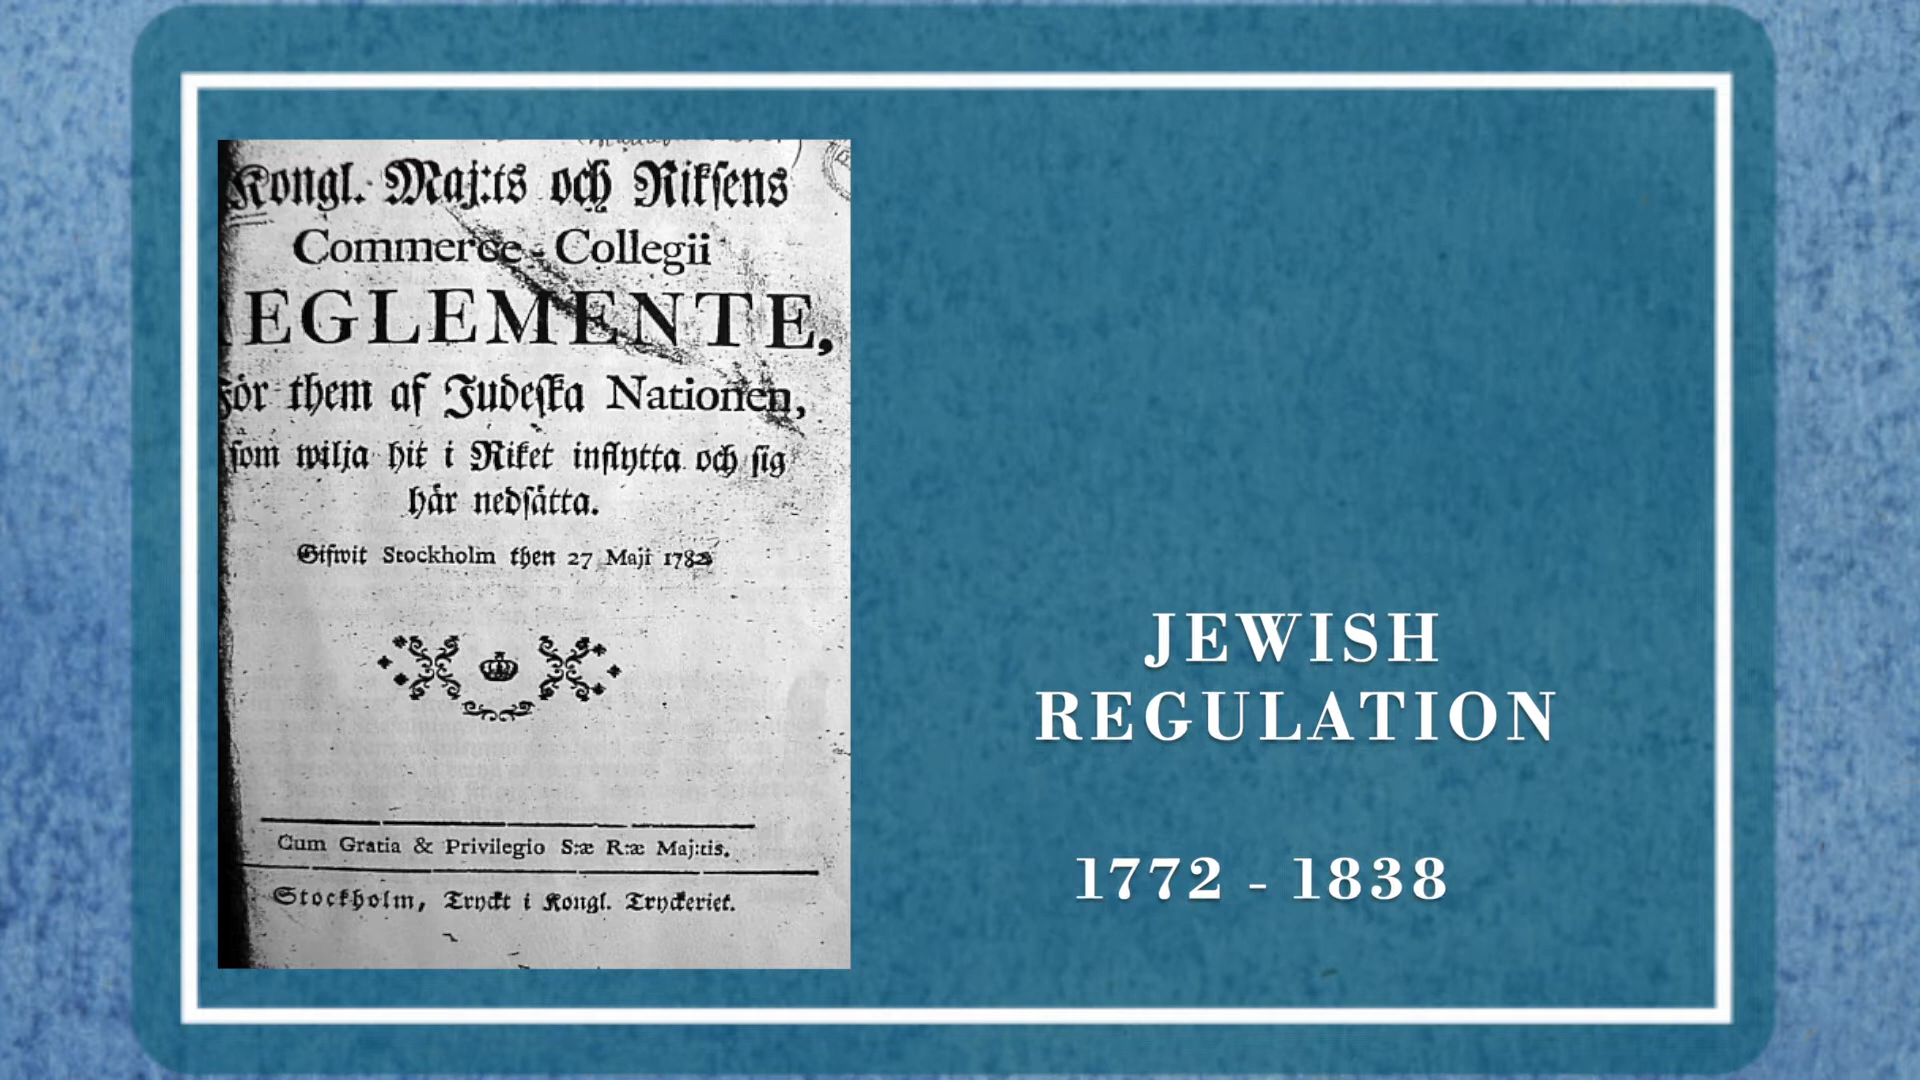 Kongl. Maj:ts och Riksens
Commerce-Collegii
EGLEMENTE,
För them af Judeska Nationen,
som wilja hit i Riket inflytta och sig
här nedsätta.
Gifwit Stockholm then 27 Maji 1782
Cum Gratia & Privilegio S:æ R:æ Maj:tis.
Stockholm, Tryckt i Kongl. Tryckeriet.
JEWISH
REGULATION
1772 - 1838